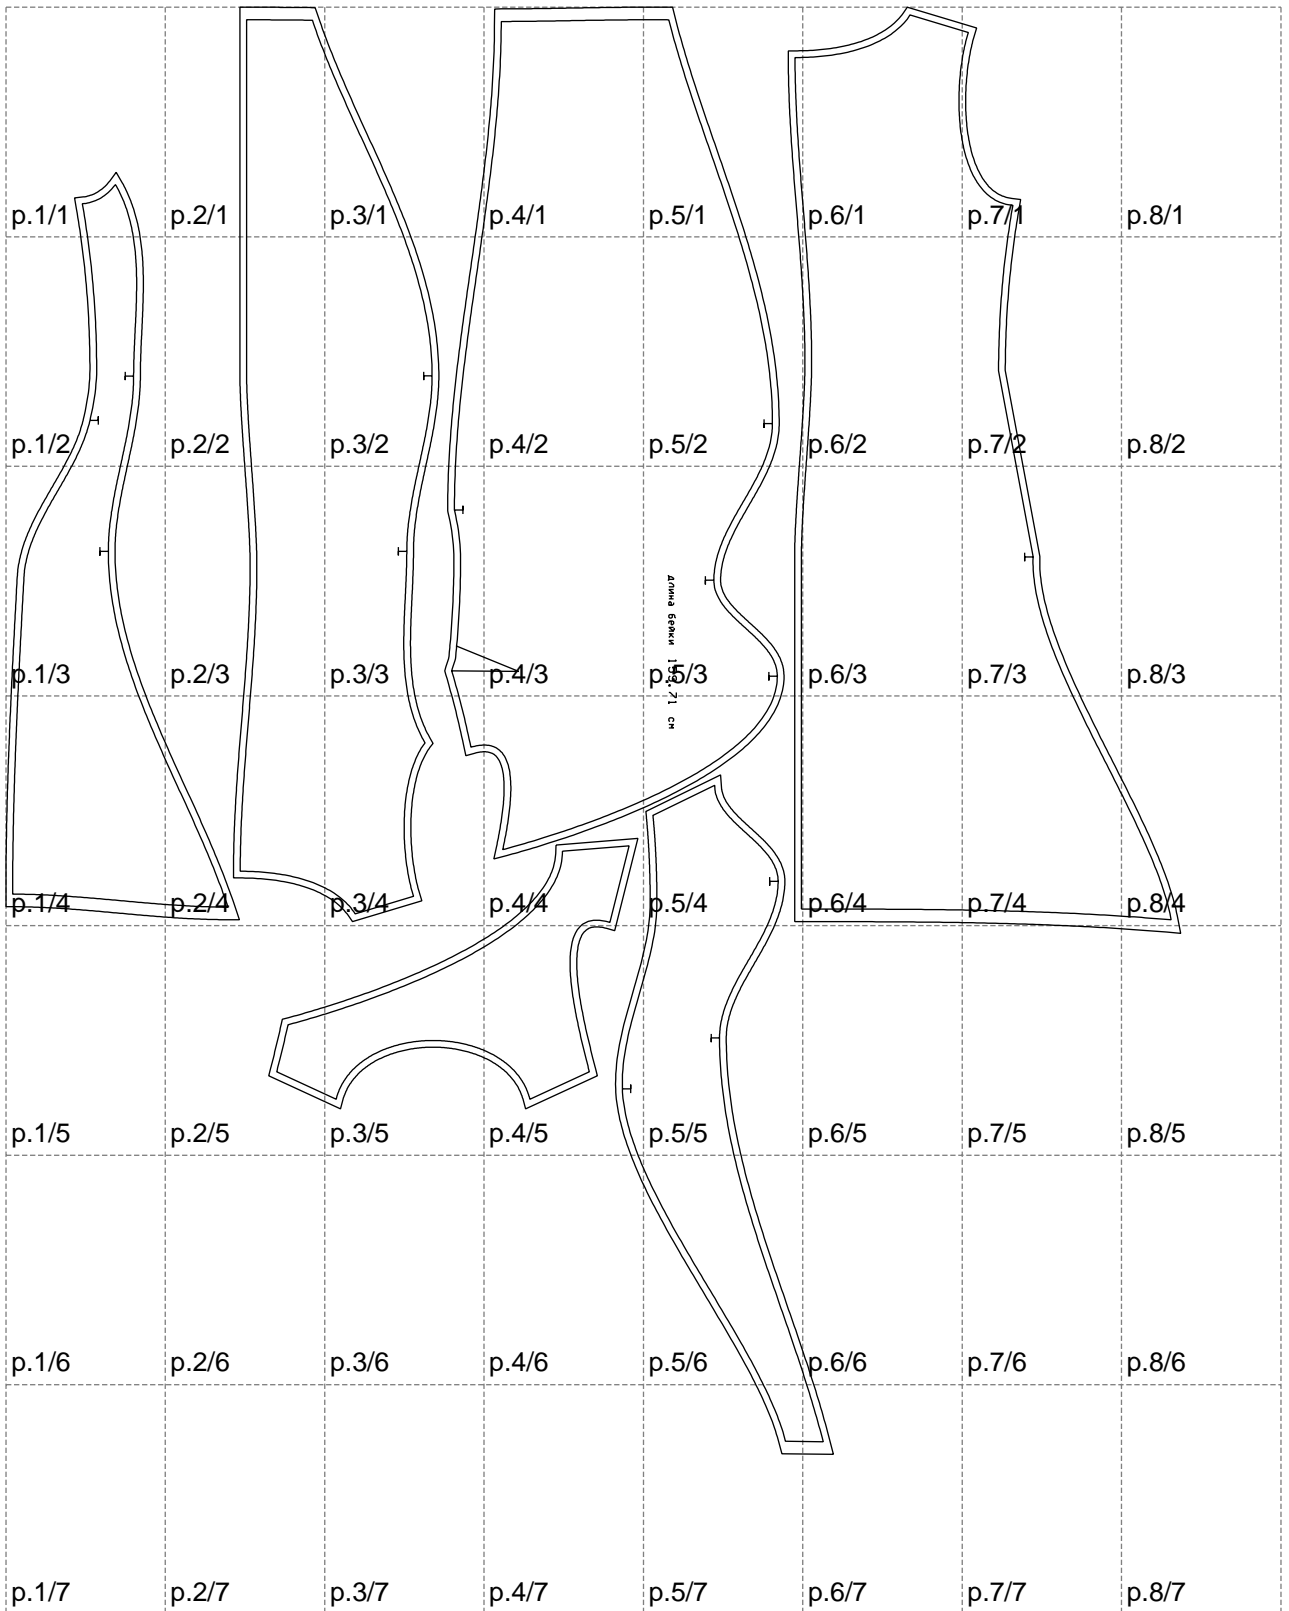 p.1/1 p.2/1 p.3/1 p.4/1 p.5/1 p.6/1 p.7/1 p.8/1
p.1/2 p.2/2 p.3/2 p.4/2 p.5/2 p.6/2 p.7/2 p.8/2
длина бейки
p.1/3 p.2/3 p.3/3 p.4/3 p.5/3 p.6/3 p.7/3 p.8/3
p.1/4 p.2/4 p.3/4 p.4/4 p.5/4 p.6/4 p.7/4 p.8/4
p.1/5 p.2/5 p.3/5 p.4/5 p.5/5 p.6/5 p.7/5 p.8/5
p.1/6 p.2/6 p.3/6 p.4/6 p.5/6 p.6/6 p.7/6 p.8/6
p.1/7 p.2/7 p.3/7 p.4/7 p.5/7 p.6/7 p.7/7 p.8/7